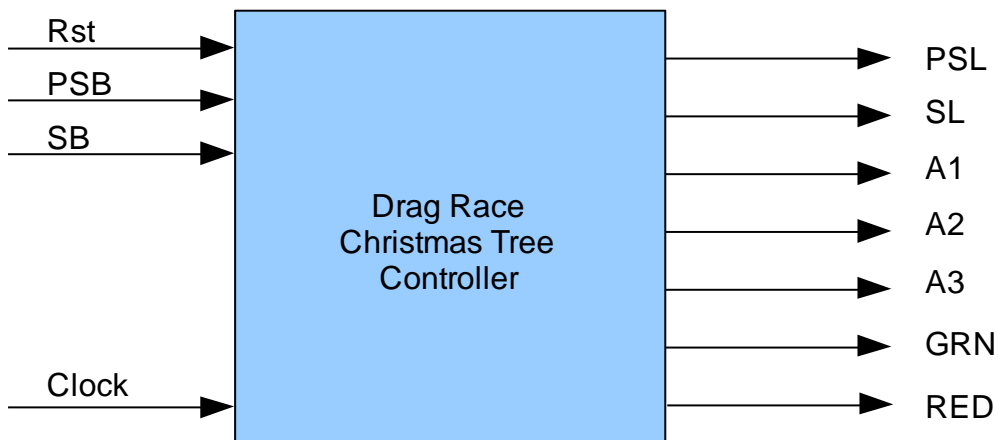 Rst
PSB
SB
Clock
Drag Race
Christmas Tree
Controller
PSL
SL
A1
A2
A3
GRN
RED